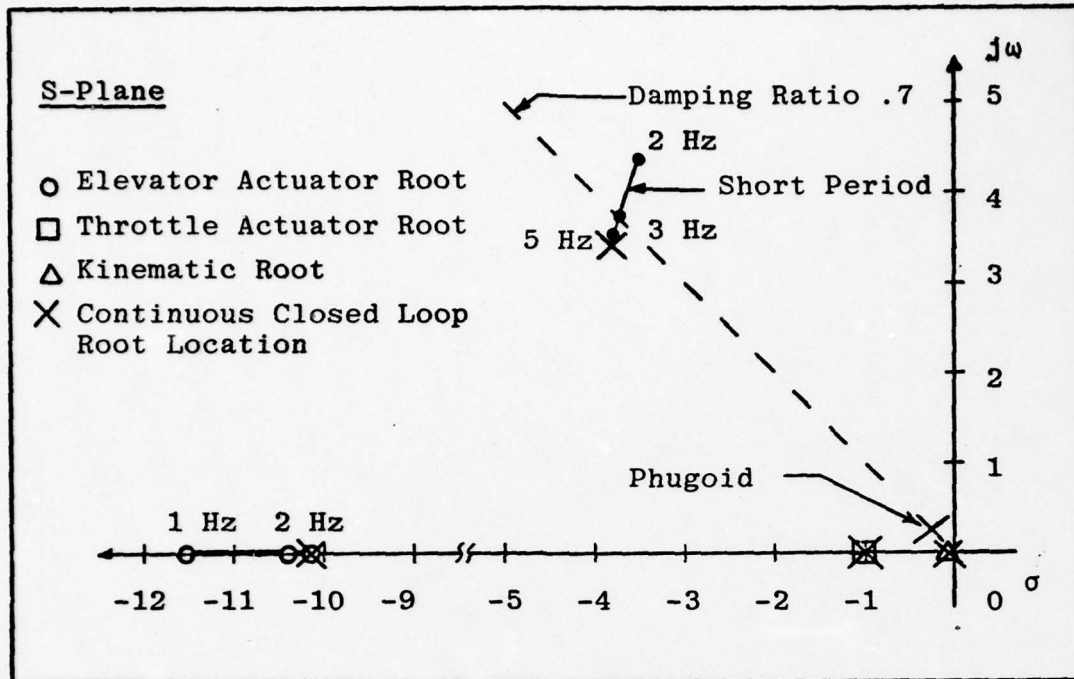 jω
S-Plane
Damping Ratio .7
5
2 Hz
Elevator Actuator Root
Short Period
4
Throttle Actuator Root
5 Hz
3 Hz
Kinematic Root
3
Continuous Closed Loop
Root Location
2
Phugoid
1
1 Hz 2 Hz
σ
-12 -11 -10 -9 -5 -4 -3 -2 -1 0